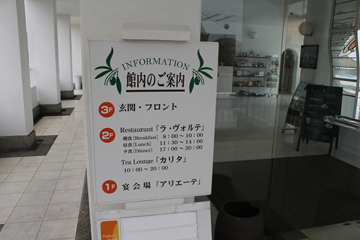 INFORMATION
館内のご案内
3F 玄関・フロント
2F Restaurant「ラ・ヴォルテ」
朝食(Breakfast) 8:00〜10:00
昼食(Lunch) 11:30〜14:00
夕食(Dinner) 17:00〜20:00
Tea Lounge「カリタ」
10:00〜20:00
1F 宴会場「アリエーテ」